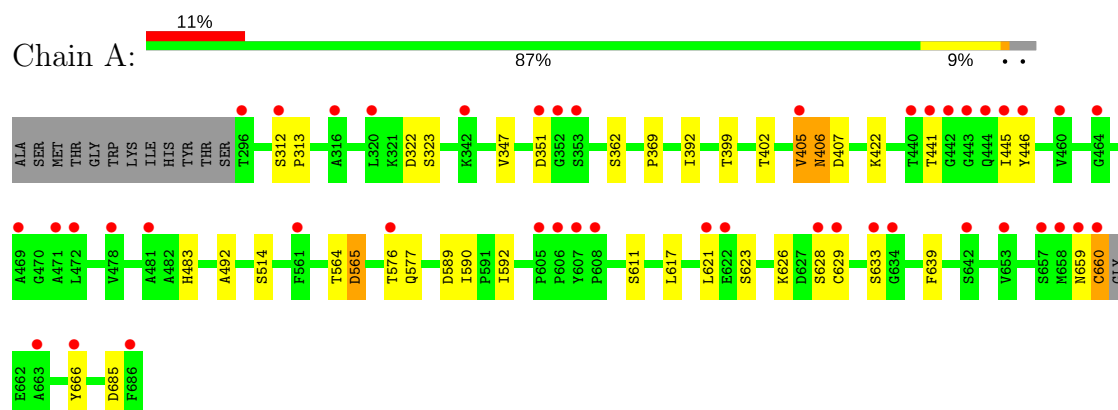 11%
Chain A:
87% 9% • •
ALA SER MET THR GLY TRP LYS ILE HIS TYR THR SER T296 S312 P313 A316 L320 K321 D322 S323 K342 V347 D351 G352 S353 S362 P369 I392 T399 T402 V405 N406 D407 K422 T440 T441 G442 G443 Q444 I445 Y446 V460 G464
A469 G470 A471 L472 V478 A481 A482 H483 A492 S514 F561 T564 D565 T576 Q577 D589 I590 P591 I592 P605 P606 Y607 P608 S611 L617 L621 E622 S623 K626 D627 S628 C629 S633 G634 F639 S642 V653 S657 M658 N659 C660 GLY
E662 A663 Y666 D685 F686